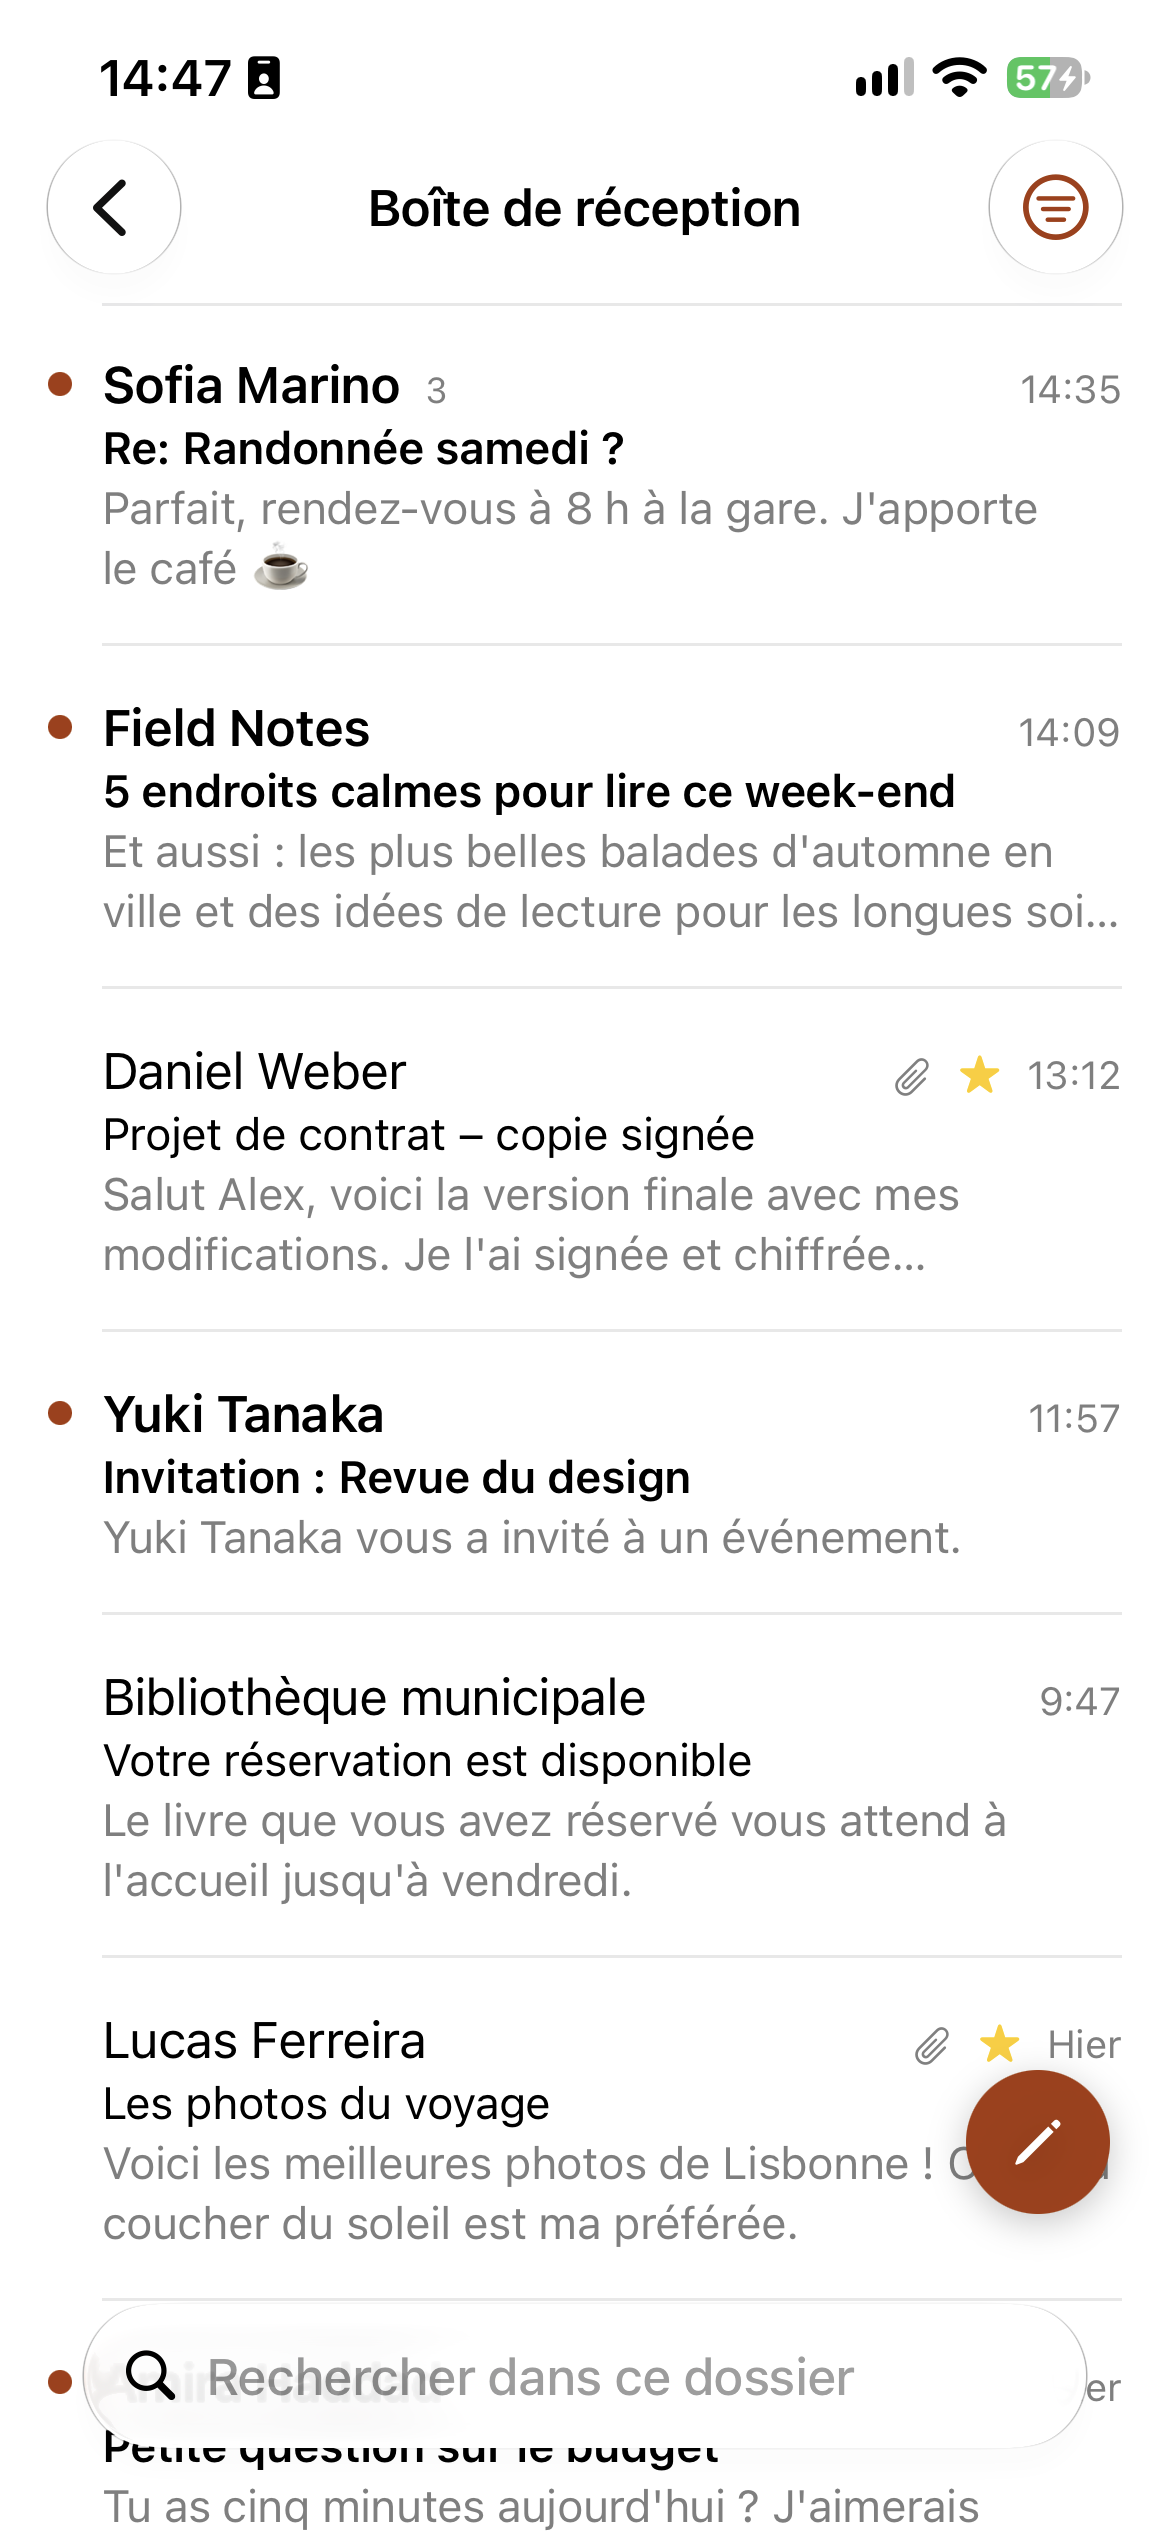 14:47
57
Boîte de réception
Sofia Marino 3 14:35
Re: Randonnée samedi ?
Parfait, rendez-vous à 8 h à la gare. J'apporte
le café
Field Notes 14:09
5 endroits calmes pour lire ce week-end
Et aussi : les plus belles balades d'automne en
ville et des idées de lecture pour les longues soi...
Daniel Weber 13:12
Projet de contrat – copie signée
Salut Alex, voici la version finale avec mes
modifications. Je l'ai signée et chiffrée...
Yuki Tanaka 11:57
Invitation : Revue du design
Yuki Tanaka vous a invité à un événement.
Bibliothèque municipale 9:47
Votre réservation est disponible
Le livre que vous avez réservé vous attend à
l'accueil jusqu'à vendredi.
Lucas Ferreira Hier
Les photos du voyage
Voici les meilleures photos de Lisbonne !
coucher du soleil est ma préférée.
Rechercher dans ce dossier
Petite question sur le budget
Tu as cinq minutes aujourd'hui ? J'aimerais